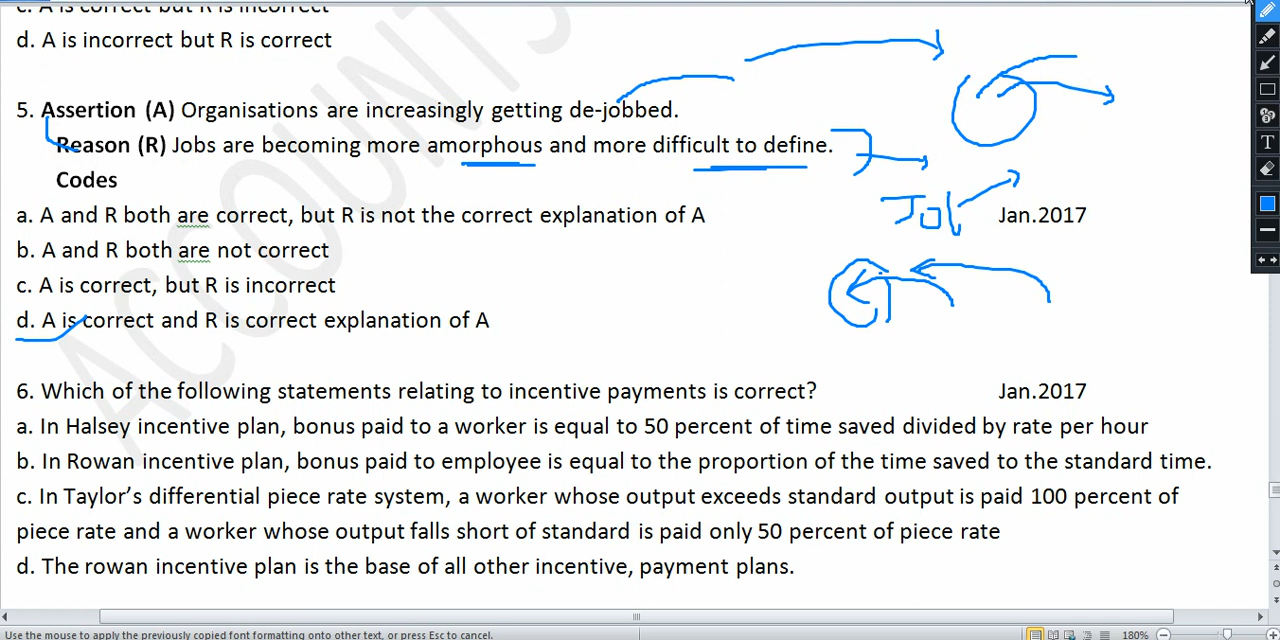 c. A is correct but R is incorrect
d. A is incorrect but R is correct
5. Assertion (A) Organisations are increasingly getting de-jobbed.
Reason (R) Jobs are becoming more amorphous and more difficult to define.
Codes
Job
a. A and R both are correct, but R is not the correct explanation of A Jan.2017
b. A and R both are not correct
c. A is correct, but R is incorrect
d. A is correct and R is correct explanation of A
6. Which of the following statements relating to incentive payments is correct? Jan.2017
a. In Halsey incentive plan, bonus paid to a worker is equal to 50 percent of time saved divided by rate per hour
b. In Rowan incentive plan, bonus paid to employee is equal to the proportion of the time saved to the standard time.
c. In Taylor’s differential piece rate system, a worker whose output exceeds standard output is paid 100 percent of
piece rate and a worker whose output falls short of standard is paid only 50 percent of piece rate
d. The rowan incentive plan is the base of all other incentive, payment plans.
ACCOUNTS
T
Use the mouse to apply the previously copied font formatting onto other text, or press Esc to cancel.
180%